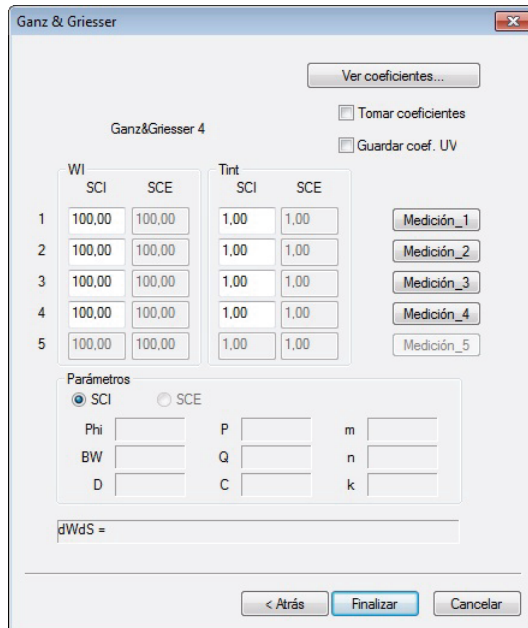 Ganz & Griesser
Ver coeficientes...
Tomar coeficientes
Ganz&Griesser 4
Guardar coef. UV
WI Tint
SCI SCE SCI SCE
1 100,00 100,00 1,00 1,00 Medición_1
2 100,00 100,00 1,00 1,00 Medición_2
3 100,00 100,00 1,00 1,00 Medición_3
4 100,00 100,00 1,00 1,00 Medición_4
5 100,00 100,00 1,00 1,00 Medición_5
Parámetros
SCI SCE
Phi P m
BW Q n
D C k
dWdS =
< Atrás Finalizar Cancelar